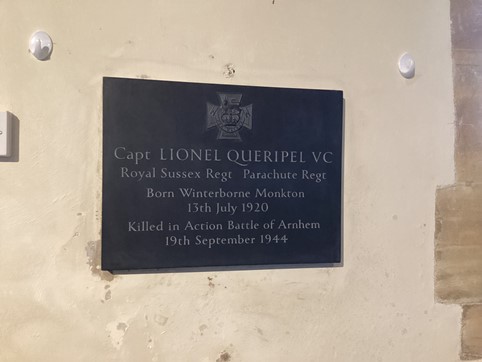 Capt LIONEL QUERIPEL VC
Royal Sussex Regt Parachute Regt
Born Winterborne Monkton
13th July 1920
Killed in Action Battle of Arnhem
19th September 1944